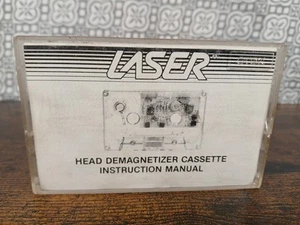 LASER
HEAD DEMAGNETIZER CASSETTE
INSTRUCTION MANUAL